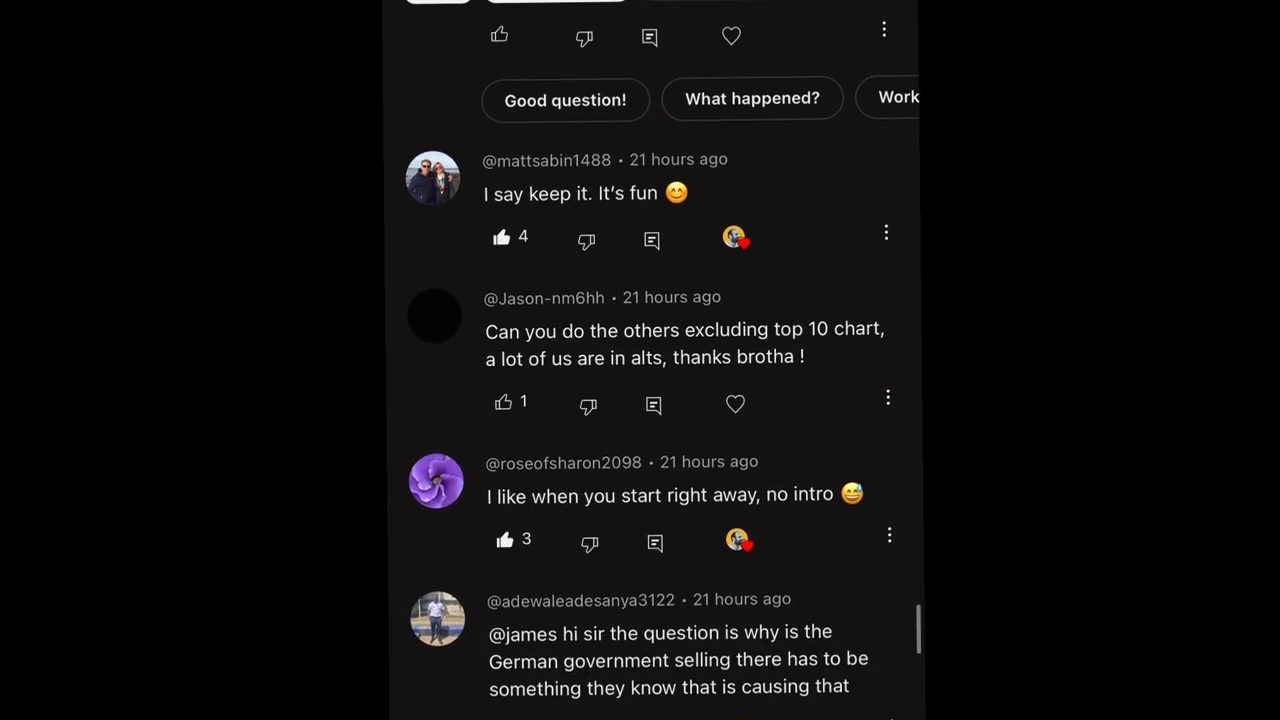 Good question!
What happened?
Work
@mattsabin1488 • 21 hours ago
I say keep it. It’s fun 😊
4
@Jason-nm6hh • 21 hours ago
Can you do the others excluding top 10 chart,
a lot of us are in alts, thanks brotha !
1
@roseofsharon2098 • 21 hours ago
I like when you start right away, no intro 😅
3
@adewaleadesanya3122 • 21 hours ago
@james hi sir the question is why is the
German government selling there has to be
something they know that is causing that